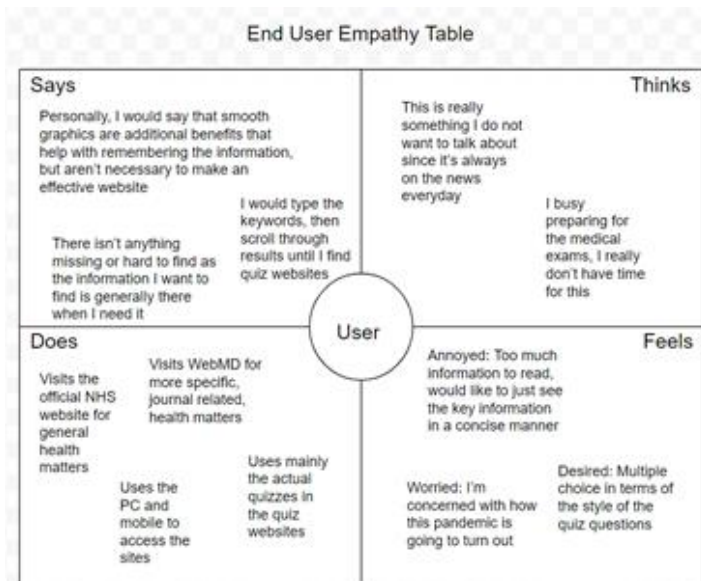 End User Empathy Table
Says
Personally, I would say that smooth
graphics are additional benefits that
help with remembering the information,
but aren't necessary to make an
effective website
I would type the
keywords, then
scroll through
results until I find
quiz websites
There isn't anything
missing or hard to find as
the information I want to
find is generally there
when I need it
Thinks
This is really
something I do not
want to talk about
since it's always
on the news
everyday
I busy
preparing for
the medical
exams, I really
don't have time
for this
User
Does
Visits the
official NHS
website for
general
health
matters
Visits WebMD for
more specific,
journal related,
health matters
Uses the
PC and
mobile to
access the
sites
Uses mainly
the actual
quizzes in
the quiz
websites
Feels
Annoyed: Too much
information to read,
would like to just see
the key information
in a concise manner
Worried: I'm
concerned with how
this pandemic is
going to turn out
Desired: Multiple
choice in terms of
the style of the
quiz questions